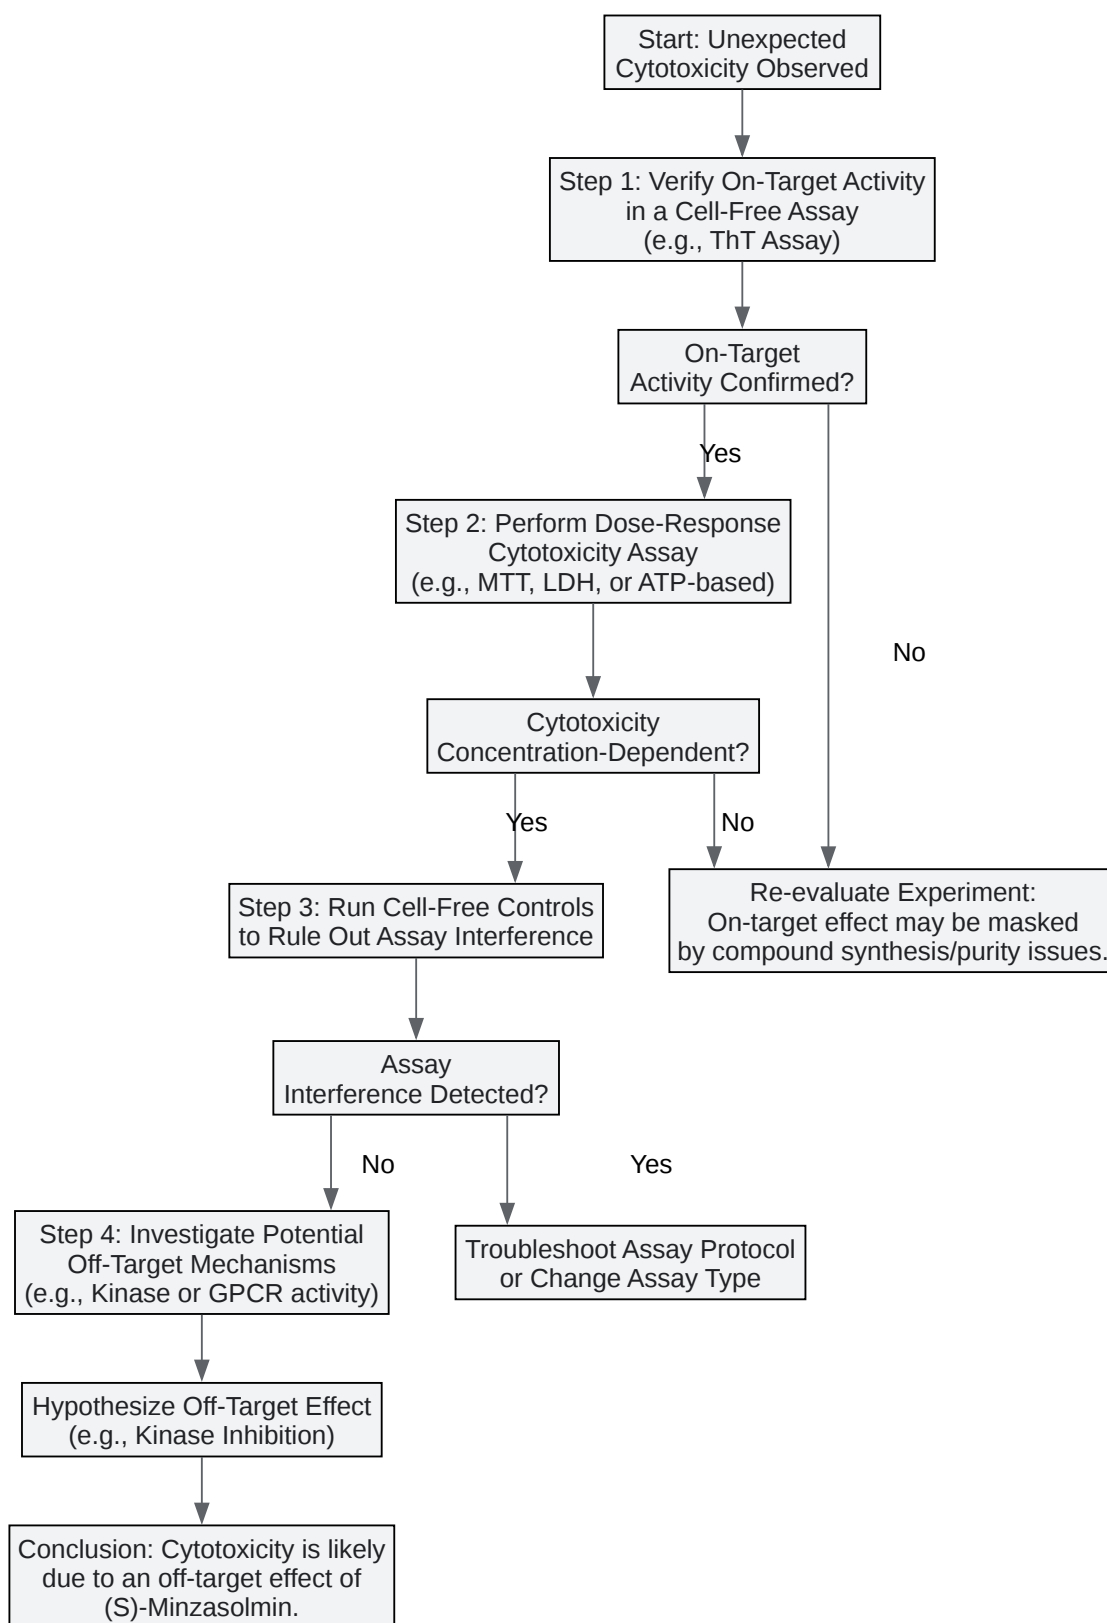 Start: Unexpected
Cytotoxicity Observed
Step 1: Verify On-Target Activity
in a Cell-Free Assay
(e.g., ThT Assay)
On-Target
Activity Confirmed?
Yes
No
Step 2: Perform Dose-Response
Cytotoxicity Assay
(e.g., MTT, LDH, or ATP-based)
Cytotoxicity
Concentration-Dependent?
Yes
No
Step 3: Run Cell-Free Controls
to Rule Out Assay Interference
Re-evaluate Experiment:
On-target effect may be masked
by compound synthesis/purity issues.
Assay
Interference Detected?
No
Yes
Step 4: Investigate Potential
Off-Target Mechanisms
(e.g., Kinase or GPCR activity)
Troubleshoot Assay Protocol
or Change Assay Type
Hypothesize Off-Target Effect
(e.g., Kinase Inhibition)
Conclusion: Cytotoxicity is likely
due to an off-target effect of
(S)-Minzasolmin.